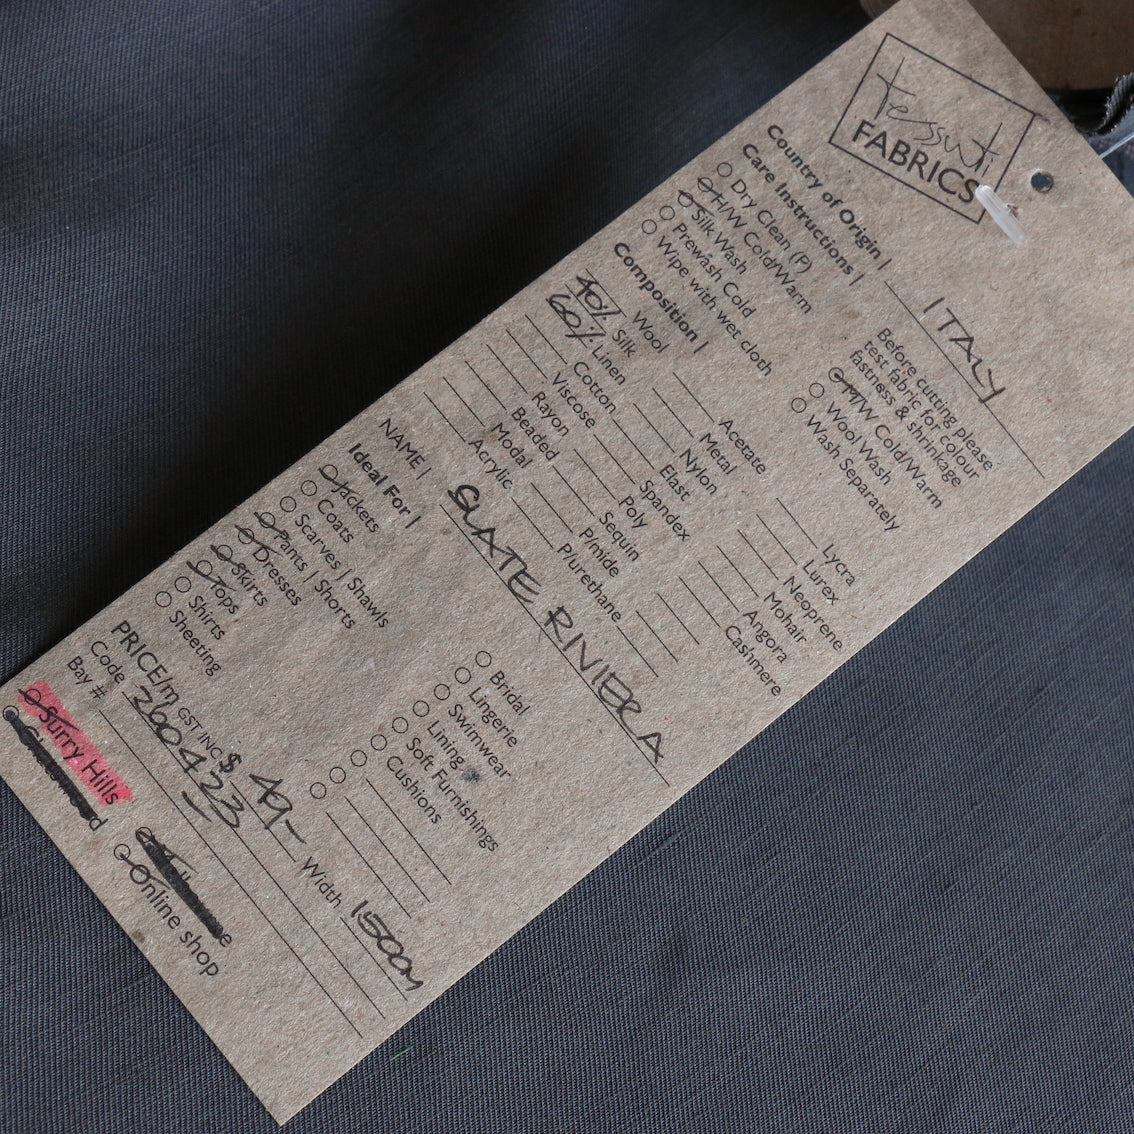 tessuti
FABRICS
Country of Origin | ITALY
Care Instructions |
Dry Clean (P)
H/W Cold/Warm
Silk Wash
Prewash Cold
Wipe with wet cloth
Before cutting please
test fabric for colour
fastness & shrinkage
M/W Cold/Warm
Wool Wash
Wash Separately
Composition |
Wool
40% Silk
60% Linen
Cotton
Viscose
Rayon
Beaded
Modal
Acrylic
Acetate
Metal
Nylon
Elast
Spandex
Poly
Sequin
P/mide
P/urethane
Lycra
Lurex
Neoprene
Mohair
Angora
Cashmere
NAME | SLATE RIVIERA
Ideal For |
Jackets
Coats
Scarves | Shawls
Pants | Shorts
Dresses
Skirts
Tops
Shirts
Sheeting
Bridal
Lingerie
Swimwear
Lining
Soft Furnishings
Cushions
PRICE/m GST INC $ 49- Width 1500m
Code 260423
Bay #
Surry Hills
Online shop